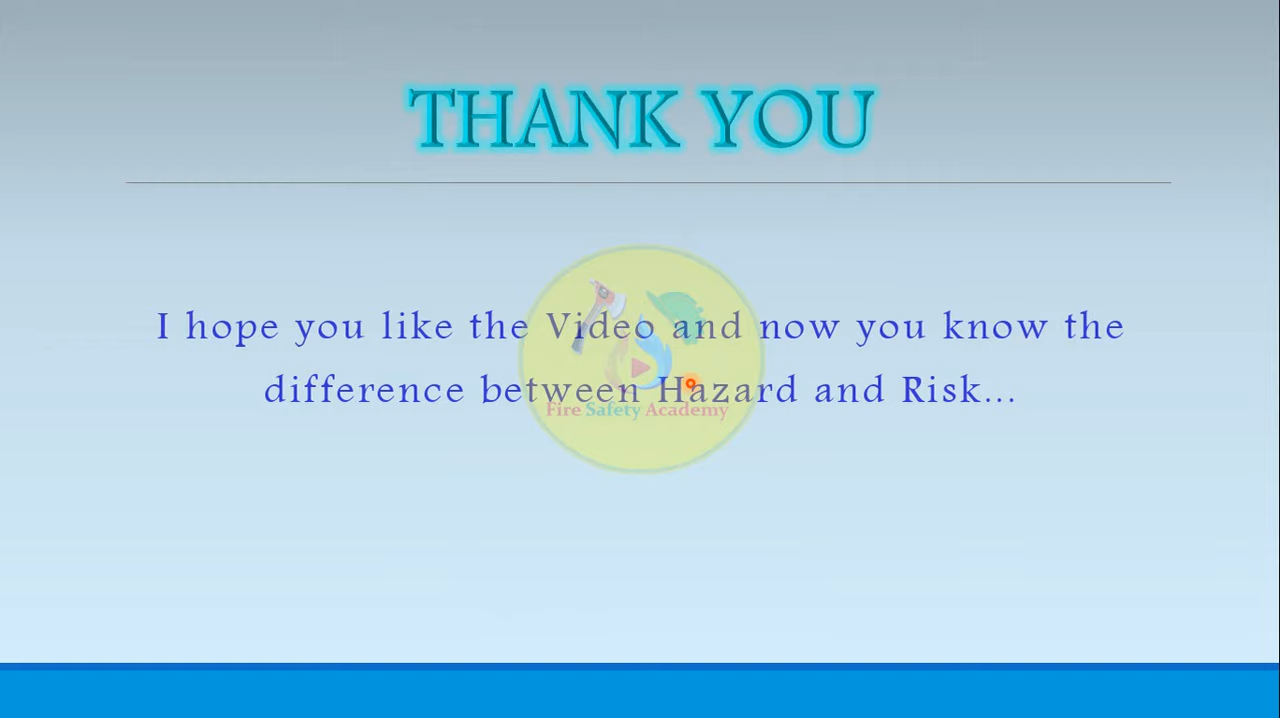 THANK YOU
I hope you like the Video and now you know the
difference between Hazard and Risk...
Fire Safety Academy